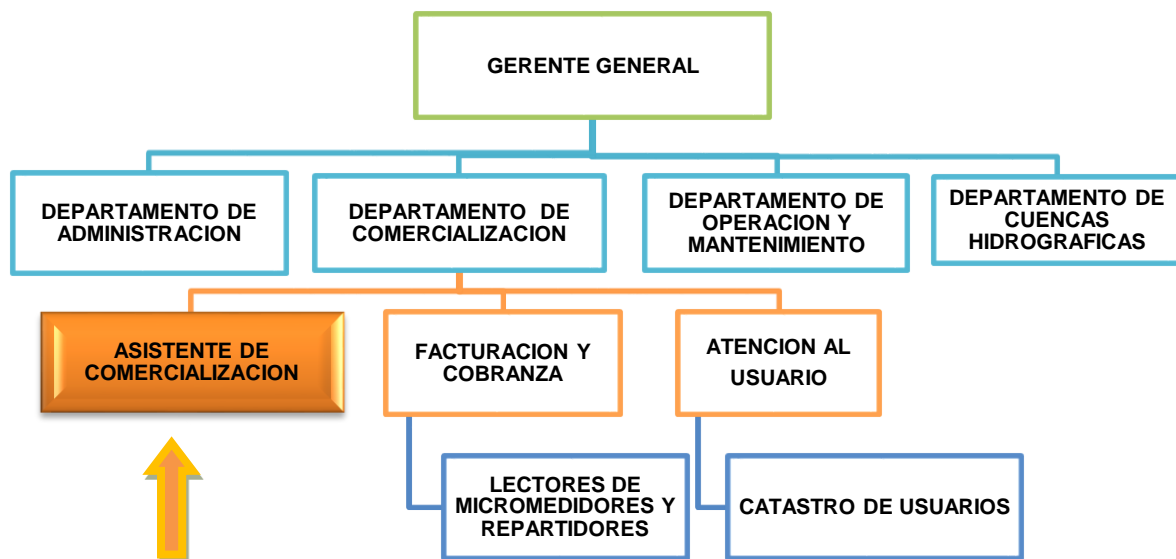 GERENTE GENERAL
DEPARTAMENTO DE
ADMINISTRACION
DEPARTAMENTO DE
COMERCIALIZACION
DEPARTAMENTO DE
OPERACION Y
MANTENIMIENTO
DEPARTAMENTO DE
CUENCAS
HIDROGRAFICAS
ASISTENTE DE
COMERCIALIZACION
FACTURACION Y
COBRANZA
ATENCION AL
USUARIO
LECTORES DE
MICROMEDIDORES Y
REPARTIDORES
CATASTRO DE USUARIOS